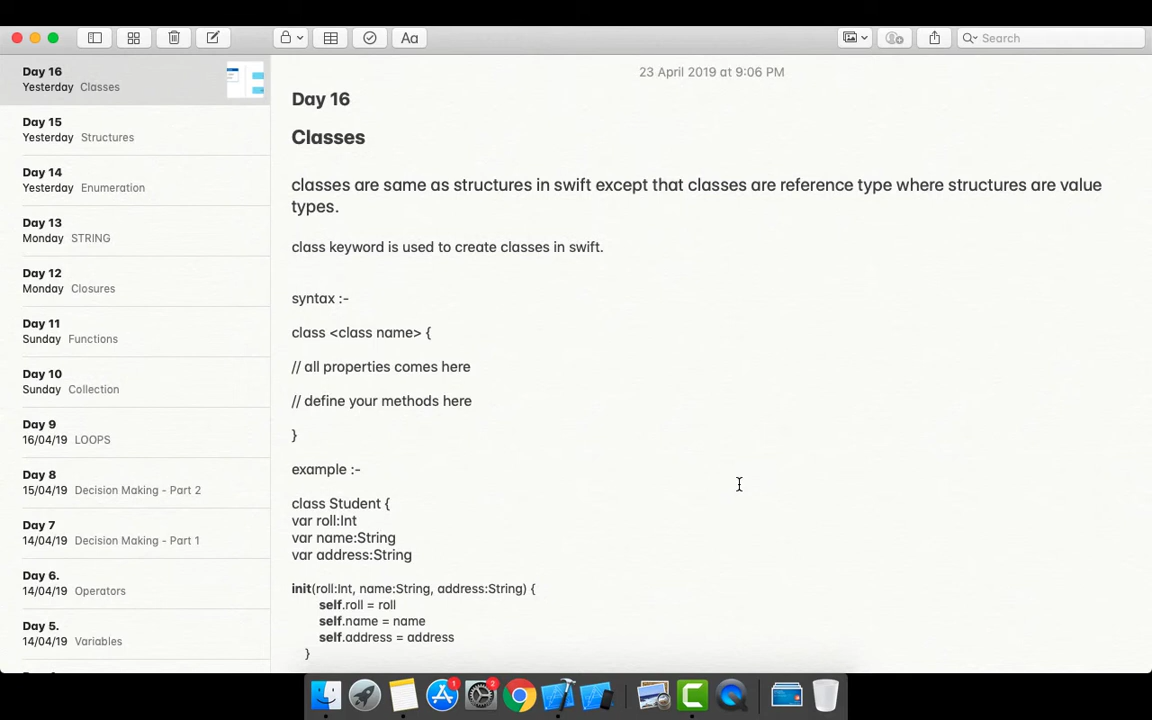 Aa
Search
Day 16
Yesterday Classes
Day 15
Yesterday Structures
Day 14
Yesterday Enumeration
Day 13
Monday STRING
Day 12
Monday Closures
Day 11
Sunday Functions
Day 10
Sunday Collection
Day 9
16/04/19 LOOPS
Day 8
15/04/19 Decision Making - Part 2
Day 7
14/04/19 Decision Making - Part 1
Day 6.
14/04/19 Operators
Day 5.
14/04/19 Variables
23 April 2019 at 9:06 PM
Day 16
Classes
classes are same as structures in swift except that classes are reference type where structures are value
types.
class keyword is used to create classes in swift.
syntax :-
class <class name> {
// all properties comes here
// define your methods here
}
example :-
class Student {
var roll:Int
var name:String
var address:String
init(roll:Int, name:String, address:String) {
self.roll = roll
self.name = name
self.address = address
}
1
2